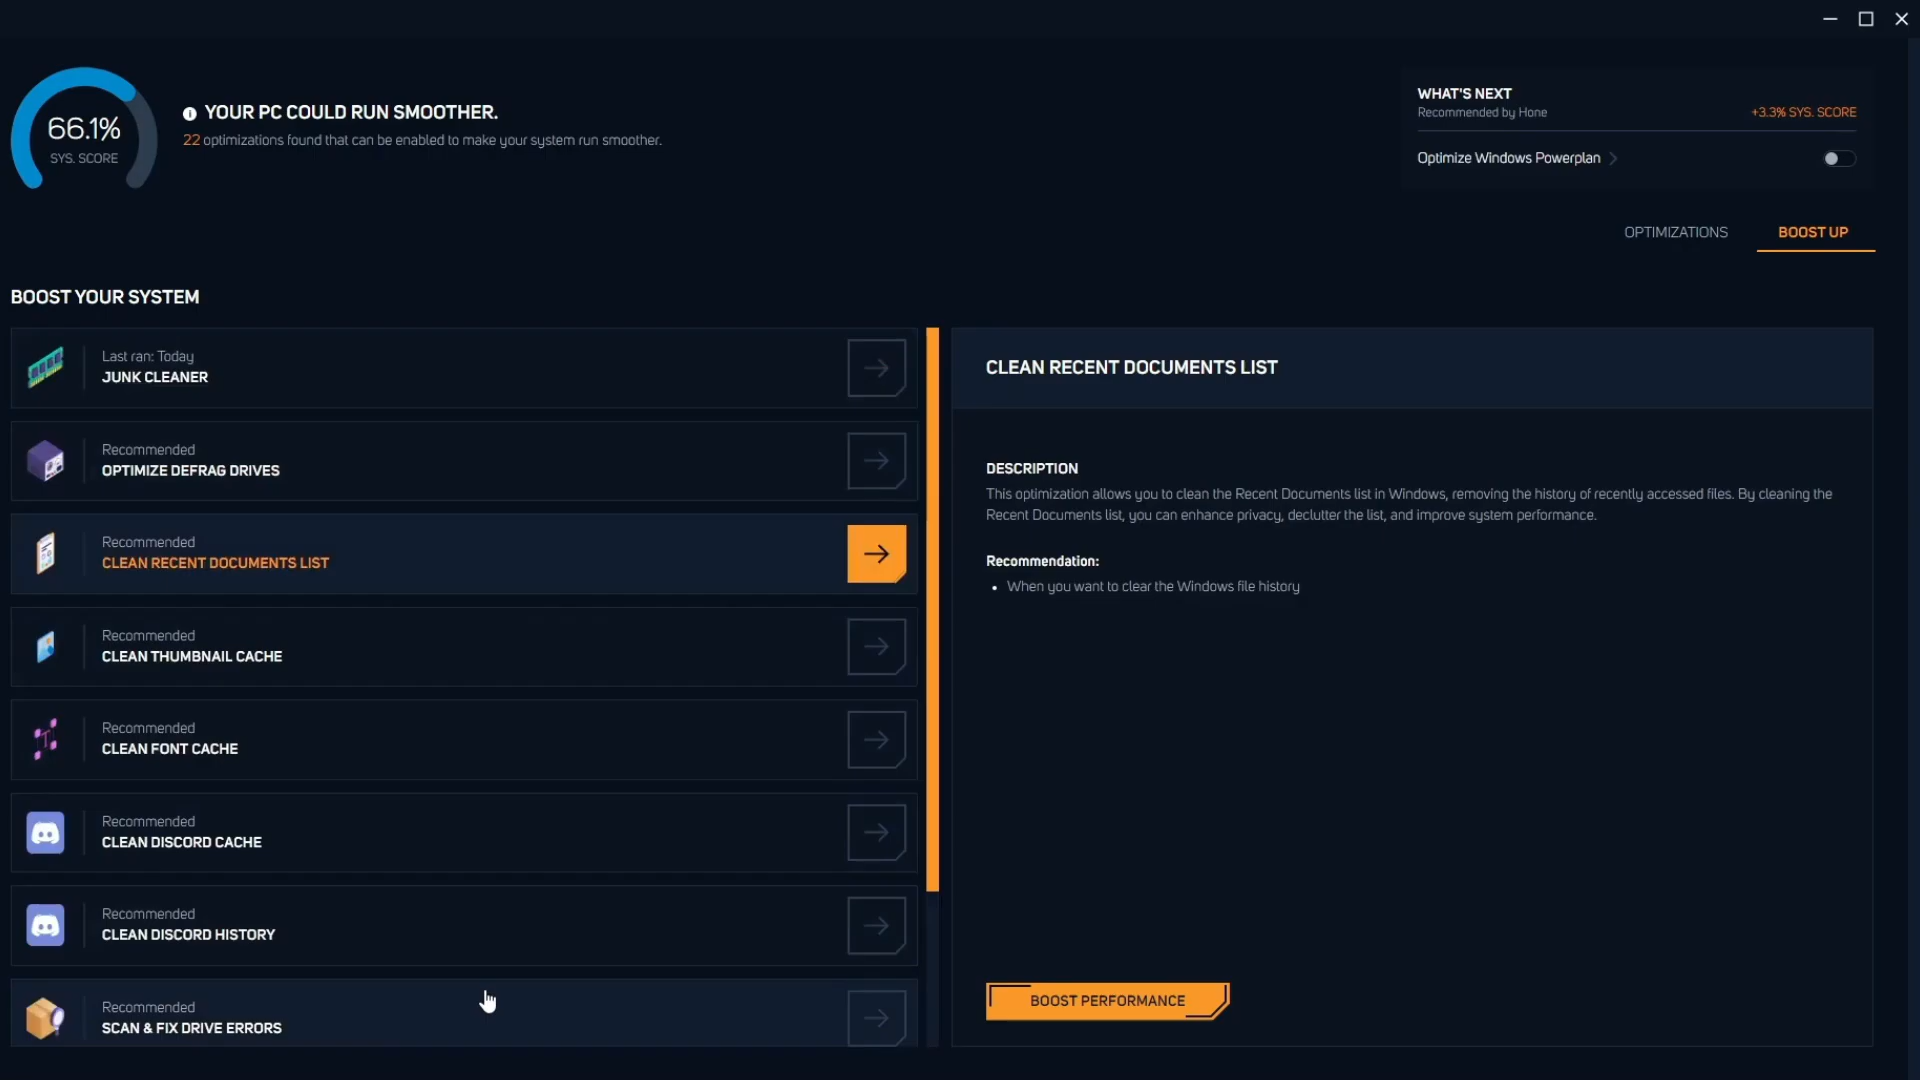 66.1%
SYS. SCORE
YOUR PC COULD RUN SMOOTHER.
22 optimizations found that can be enabled to make your system run smoother.
WHAT'S NEXT
Recommended by Hone
+3.3% SYS. SCORE
Optimize Windows Powerplan
OPTIMIZATIONS
BOOST UP
BOOST YOUR SYSTEM
Last ran: Today
JUNK CLEANER
Recommended
OPTIMIZE DEFRAG DRIVES
Recommended
CLEAN RECENT DOCUMENTS LIST
Recommended
CLEAN THUMBNAIL CACHE
Recommended
CLEAN FONT CACHE
Recommended
CLEAN DISCORD CACHE
Recommended
CLEAN DISCORD HISTORY
Recommended
SCAN & FIX DRIVE ERRORS
CLEAN RECENT DOCUMENTS LIST
DESCRIPTION
This optimization allows you to clean the Recent Documents list in Windows, removing the history of recently accessed files. By cleaning the
Recent Documents list, you can enhance privacy, declutter the list, and improve system performance.
Recommendation:
• When you want to clear the Windows file history
BOOST PERFORMANCE